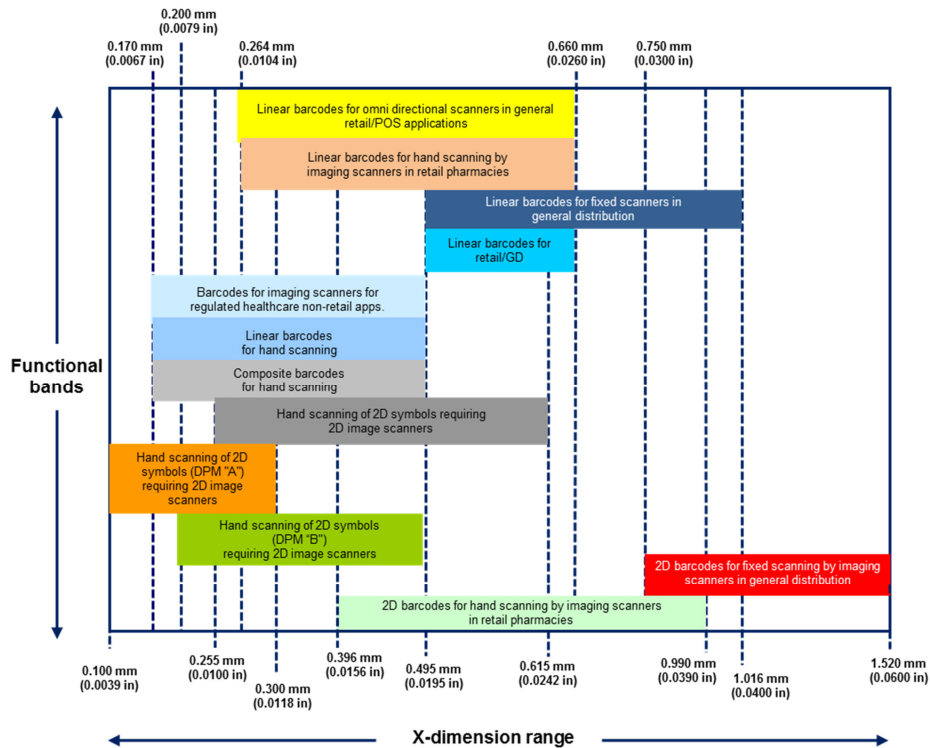 0.200 mm
(0.0079 in)
0.170 mm
(0.0067 in)
0.264 mm
(0.0104 in)
0.660 mm
(0.0260 in)
0.750 mm
(0.0300 in)
Linear barcodes for omni directional scanners in general
retail/POS applications
Linear barcodes for hand scanning by
imaging scanners in retail pharmacies
Linear barcodes for fixed scanners in
general distribution
Linear barcodes for
retail/GD
Barcodes for imaging scanners for
regulated healthcare non-retail apps.
Linear barcodes
for hand scanning
Functional
bands
Composite barcodes
for hand scanning
Hand scanning of 2D symbols requiring
2D image scanners
Hand scanning of 2D
symbols (DPM "A")
requiring 2D image
scanners
Hand scanning of 2D symbols
(DPM "B")
requiring 2D image scanners
2D barcodes for fixed scanning by imaging
scanners in general distribution
2D barcodes for hand scanning by imaging scanners
in retail pharmacies
0.100 mm
(0.0039 in)
0.255 mm
(0.0100 in)
0.300 mm
(0.0118 in)
0.396 mm
(0.0156 in)
0.495 mm
(0.0195 in)
0.615 mm
(0.0242 in)
0.990 mm
(0.0390 in)
1.016 mm
(0.0400 in)
1.520 mm
(0.0600 in)
X-dimension range